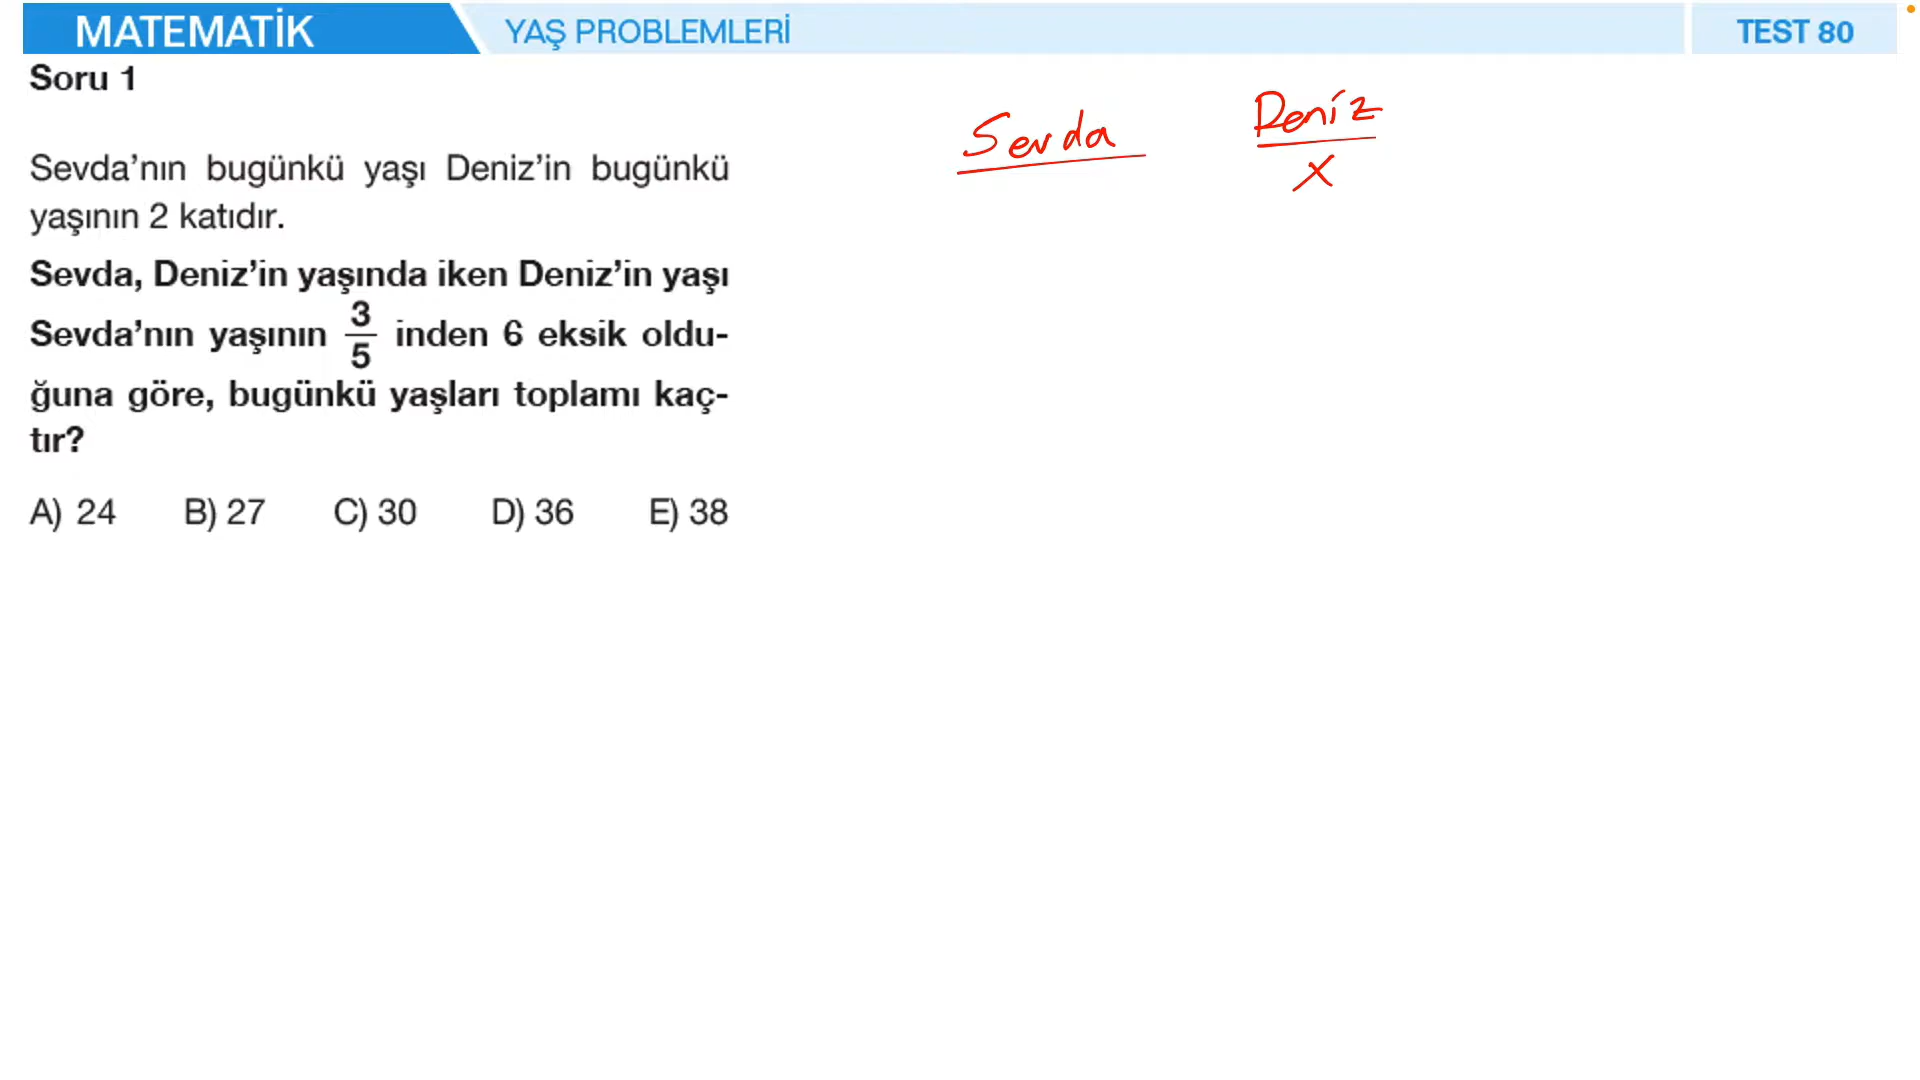 MATEMATİK YAŞ PROBLEMLERİ TEST 80
Soru 1
Sevda’nın bugünkü yaşı Deniz’in bugünkü
yaşının 2 katıdır.
Sevda, Deniz’in yaşında iken Deniz’in yaşı
Sevda’nın yaşının 3/5 inden 6 eksik oldu-
ğuna göre, bugünkü yaşları toplamı kaç-
tır?
A) 24 B) 27 C) 30 D) 36 E) 38
Sevda Deniz
x